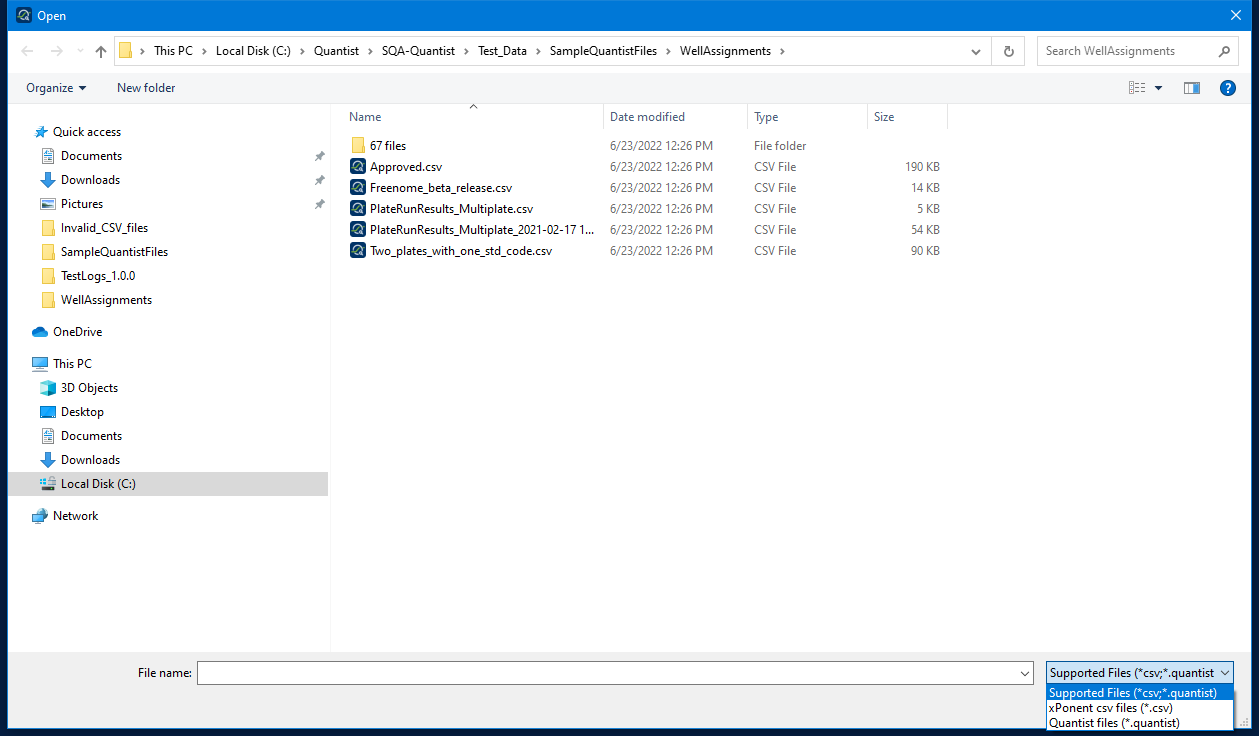 Open
This PC > Local Disk (C:) > Quantist > SQA-Quantist > Test_Data > SampleQuantistFiles > WellAssignments >
Search WellAssignments
Organize
New folder
?
Quick access
Documents
Downloads
Pictures
Invalid_CSV_files
SampleQuantistFiles
TestLogs_1.0.0
WellAssignments
OneDrive
This PC
3D Objects
Desktop
Documents
Downloads
Local Disk (C:)
Network
Name Date modified Type Size
67 files 6/23/2022 12:26 PM File folder
Approved.csv 6/23/2022 12:26 PM CSV File 190 KB
Freenome_beta_release.csv 6/23/2022 12:26 PM CSV File 14 KB
PlateRunResults_Multiplate.csv 6/23/2022 12:26 PM CSV File 5 KB
PlateRunResults_Multiplate_2021-02-17 1... 6/23/2022 12:26 PM CSV File 54 KB
Two_plates_with_one_std_code.csv 6/23/2022 12:26 PM CSV File 90 KB
File name:
Supported Files (*csv;*.quantist
Supported Files (*csv;*.quantist)
xPonent csv files (*.csv)
Quantist files (*.quantist)